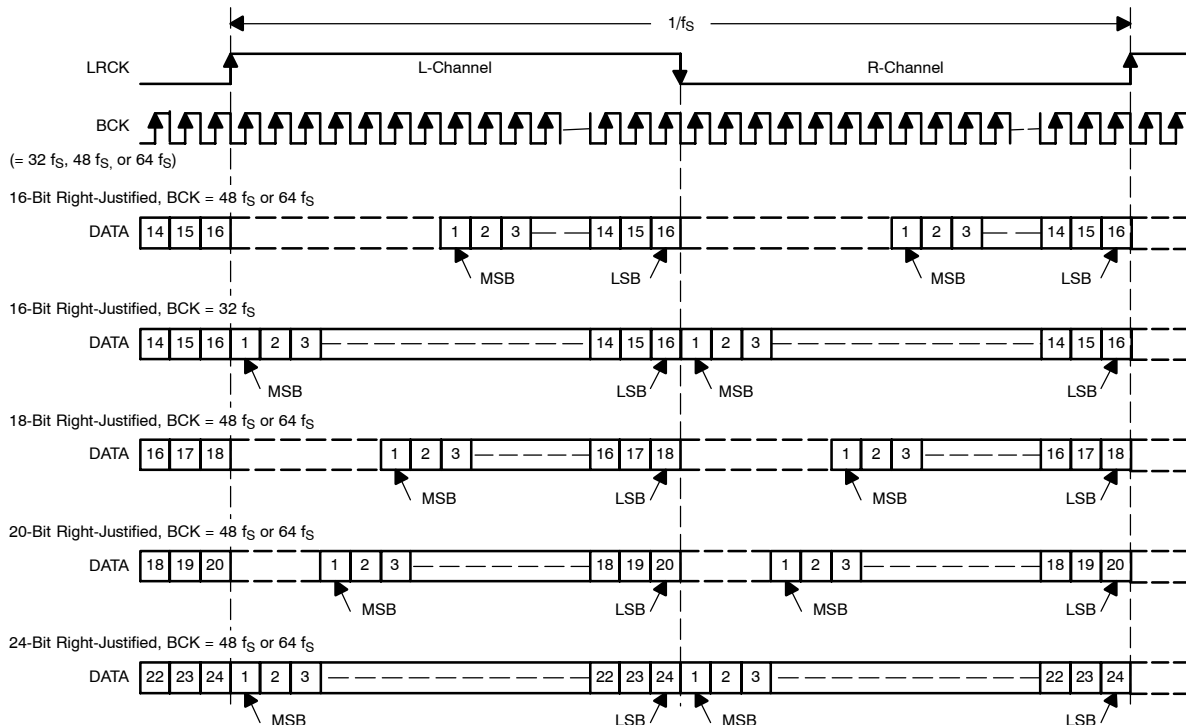 1/fS
LRCK L-Channel R-Channel
BCK
(= 32 fS, 48 fS, or 64 fS)
16-Bit Right-Justified, BCK = 48 fS or 64 fS
DATA 14 15 16 1 2 3 14 15 16 1 2 3 14 15 16
MSB LSB MSB LSB
16-Bit Right-Justified, BCK = 32 fS
DATA 14 15 16 1 2 3 14 15 16 1 2 3 14 15 16
MSB LSB MSB LSB
18-Bit Right-Justified, BCK = 48 fS or 64 fS
DATA 16 17 18 1 2 3 16 17 18 1 2 3 16 17 18
MSB LSB MSB LSB
20-Bit Right-Justified, BCK = 48 fS or 64 fS
DATA 18 19 20 1 2 3 18 19 20 1 2 3 18 19 20
MSB LSB MSB LSB
24-Bit Right-Justified, BCK = 48 fS or 64 fS
DATA 22 23 24 1 2 3 22 23 24 1 2 3 22 23 24
MSB LSB MSB LSB